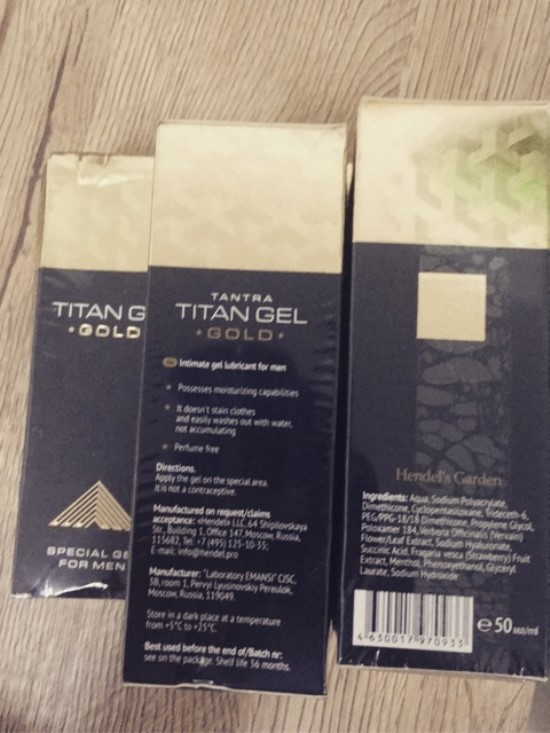 TITAN G
GOLD
SPECIAL GE
FOR MEN
TANTRA
TITAN GEL
GOLD
Intimate gel lubricant for men
Possesses moisturizing capabilities
It doesn't stain clothes
and easily washes out with water,
not accumulating
Perfume free
Directions.
Apply the gel on the special area.
It is not a contraceptive.
Manufactured on request/claims
acceptance: «Hendel» LLC, 64 Shipilovskaya
Str., Building 1, Office 147, Moscow, Russia,
115682, Tel: +7 (495) 125-10-35;
E-mail: info@hendel.pro
Manufacturer: "Laboratory EMANSI" CJSC,
3B, room 1, Pervyi Lyusinovskiy Pereulok,
Moscow, Russia, 119049.
Store in a dark place at a temperature
from +5°C to +25°C.
Best used before the end of/Batch nr:
see on the package. Shelf life 36 months.
Hendel's Garden
Ingredients: Aqua, Sodium Polyacrylate,
Dimethicone, Cyclopentasiloxane, Trideceth-6,
PEG/PPG-18/18 Dimethicone, Propylene Glycol,
Poloxamer 184, Verbena Officinalis (Vervain)
Flower/Leaf Extract, Sodium Hyaluronate,
Succinic Acid, Fragaria vesca (Strawberry) Fruit
Extract, Menthol, Phenoxyethanol, Glyceryl
Laurate, Sodium Hydroxide
4 630017 970933
e 50 мл/ml